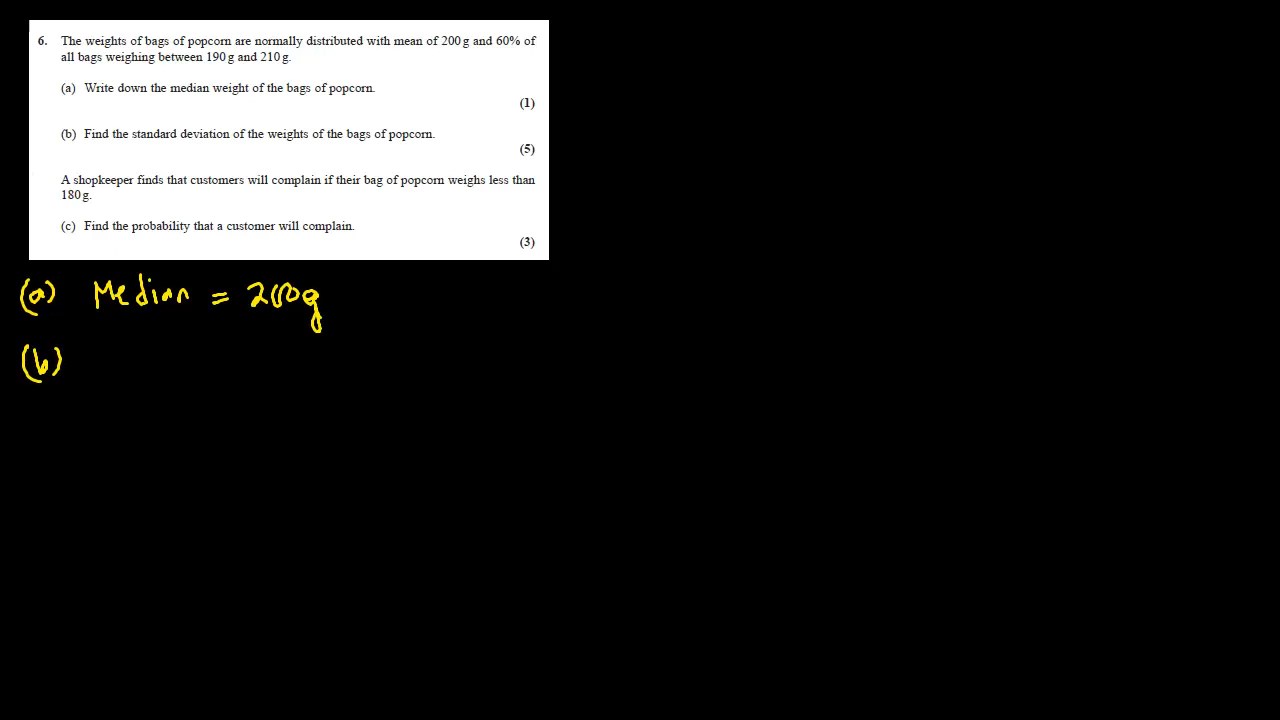 6. The weights of bags of popcorn are normally distributed with mean of 200 g and 60% of
all bags weighing between 190 g and 210 g.
(a) Write down the median weight of the bags of popcorn.
(1)
(b) Find the standard deviation of the weights of the bags of popcorn.
(5)
A shopkeeper finds that customers will complain if their bag of popcorn weighs less than
180 g.
(c) Find the probability that a customer will complain.
(3)
(a) Median = 200g
(b)